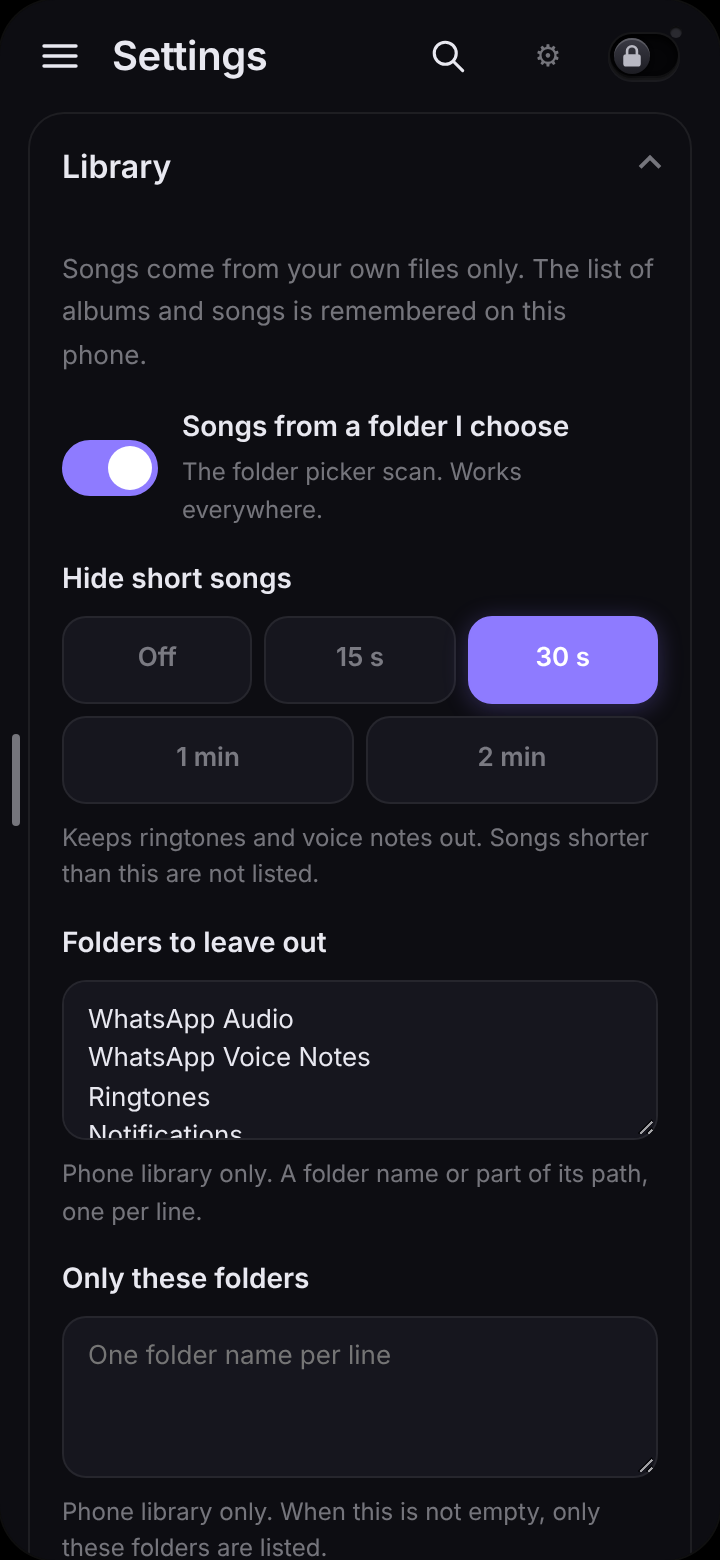 Settings
Library
Songs come from your own files only. The list of
albums and songs is remembered on this
phone.
Songs from a folder I choose
The folder picker scan. Works
everywhere.
Hide short songs
Off
15 s
30 s
1 min
2 min
Keeps ringtones and voice notes out. Songs shorter
than this are not listed.
Folders to leave out
WhatsApp Audio
WhatsApp Voice Notes
Ringtones
Notifications
Phone library only. A folder name or part of its path,
one per line.
Only these folders
One folder name per line
Phone library only. When this is not empty, only
these folders are listed.